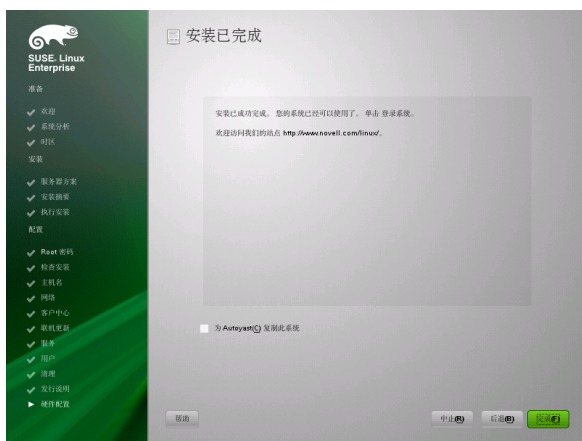 SUSE. Linux
Enterprise
准备
欢迎
系统分析
时区
安装
服务器方案
安装摘要
执行安装
配置
Root 密码
检查安装
主机名
网络
客户中心
联机更新
服务
用户
清理
发行说明
硬件配置
安装已完成
安装已成功完成。 您的系统已经可以使用了。 单击 登录系统。
欢迎访问我们的站点 http://www.novell.com/linux/。
为 Autoyast(C) 复制此系统
帮助
中止(R)
后退(B)
完成(F)